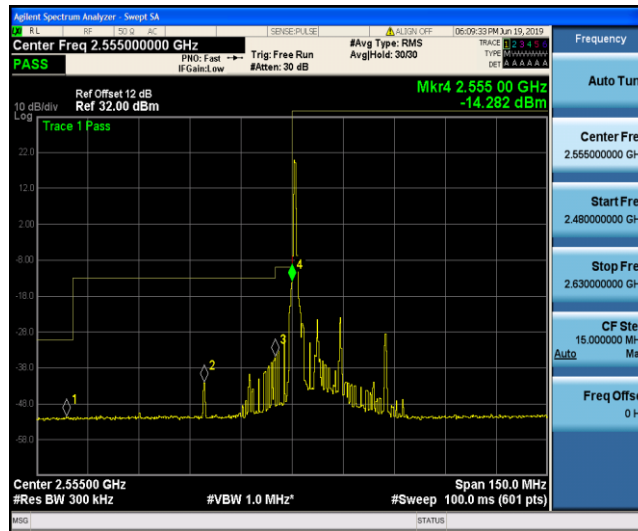 Agilent Spectrum Analyzer - Swept SA
RL RF 50 Ω AC SENSE:PULSE ALIGN OFF 06:09:33 PM Jun 19, 2019
Center Freq 2.555000000 GHz
PASS
PNO: Fast
IFGain:Low
Trig: Free Run
#Atten: 30 dB
#Avg Type: RMS
Avg|Hold: 30/30
TRACE 1 2 3 4 5 6
TYPE M
DET A A A A A A
Mkr4 2.555 00 GHz
-14.282 dBm
Ref Offset 12 dB
Ref 32.00 dBm
10 dB/div
Log
Trace 1 Pass
22.0
12.0
2.00
-8.00
-18.0
-28.0
-38.0
-48.0
-58.0
1
2
3
4
Center 2.55500 GHz
Span 150.0 MHz
#Res BW 300 kHz
#VBW 1.0 MHz*
#Sweep 100.0 ms (601 pts)
MSG
STATUS
Frequency
Auto Tun
Center Fre
2.555000000 GH
Start Fre
2.480000000 GH
Stop Fre
2.630000000 GH
CF Ste
15.000000 MH
Auto Ma
Freq Offse
0 H